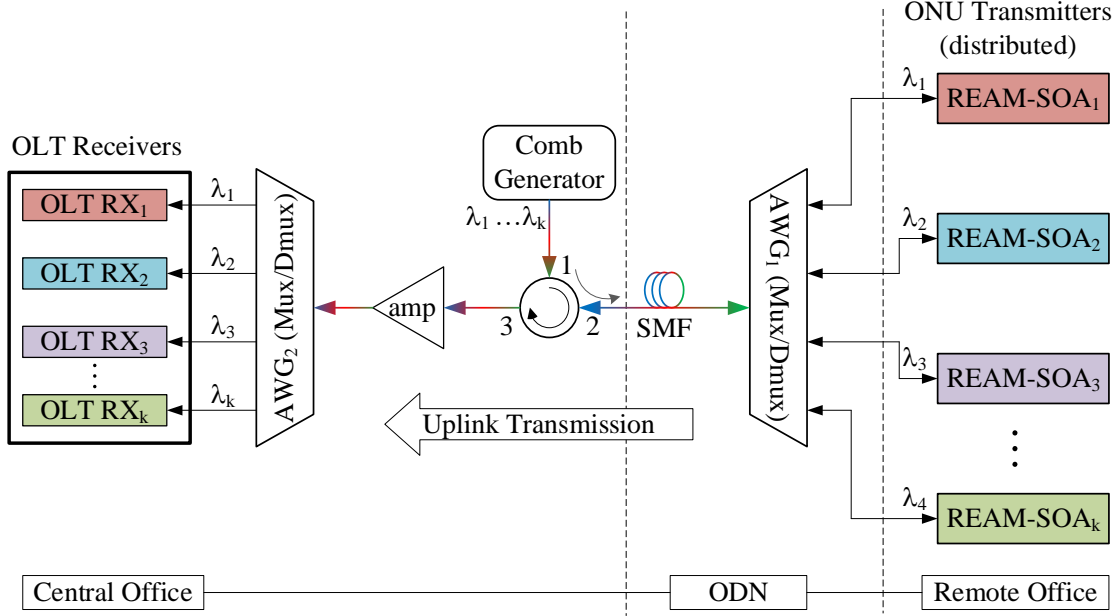 ONU Transmitters
(distributed)
λ1
REAM-SOA1
OLT Receivers
Comb
Generator
λ1 …λk
OLT RX1
λ1
OLT RX2
λ2
OLT RX3
λ3
OLT RXk
λk
AWG2 (Mux/Dmux)
amp
1
2
3
SMF
AWG1 (Mux/Dmux)
λ2
REAM-SOA2
λ3
REAM-SOA3
λ4
REAM-SOAk
Uplink Transmission
Central Office
ODN
Remote Office